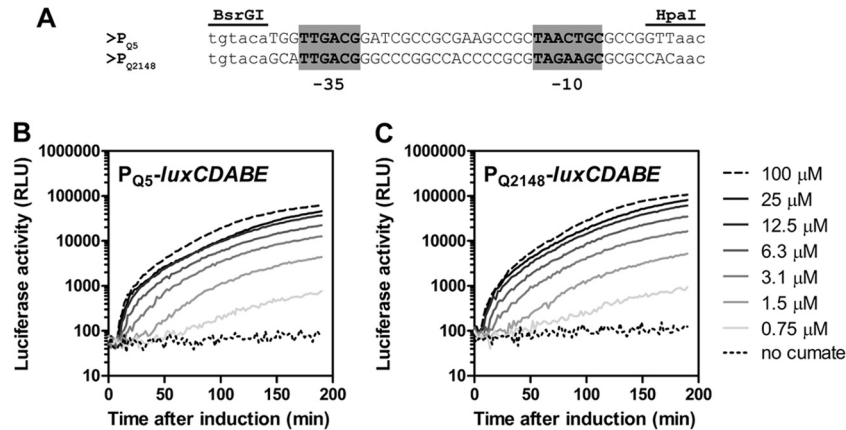 A
BsrGI HpaI
>PQ5 tgtacaTGGTTGACGGATCGCCGCGAAGCCGCTAACTGCGCCGGTTaac
>PQ2148 tgtacaGCATTGACGGGCCCGGCCACCCCGCGTAGAAGCGCGCCACaac
-35 -10
B
PQ5-luxCDABE
Luciferase activity (RLU)
1000000
100000
10000
1000
100
10
0 50 100 150 200
Time after induction (min)
C
PQ2148-luxCDABE
Luciferase activity (RLU)
1000000
100000
10000
1000
100
10
0 50 100 150 200
Time after induction (min)
100 μM
25 μM
12.5 μM
6.3 μM
3.1 μM
1.5 μM
0.75 μM
no cumate